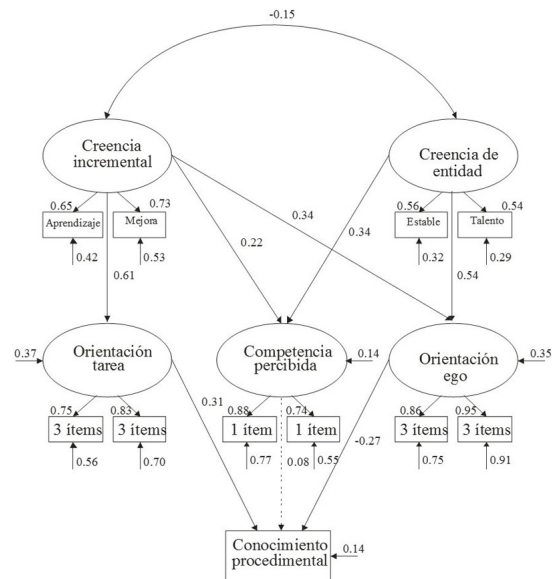 -0.15
Creencia
incremental
Creencia de
entidad
0.65
0.73
0.56
0.54
Aprendizaje
Mejora
Estable
Talento
0.34
0.22
0.34
0.42
0.53
0.32
0.29
0.61
0.54
0.37
Orientación
tarea
Competencia
percibida
0.14
Orientación
ego
0.35
0.75
0.83
0.31
0.88
0.74
0.86
0.95
3 ítems
3 ítems
1 ítem
1 ítem
3 ítems
3 ítems
-0.27
0.56
0.70
0.77
0.08
0.55
0.75
0.91
Conocimiento
procedimental
0.14